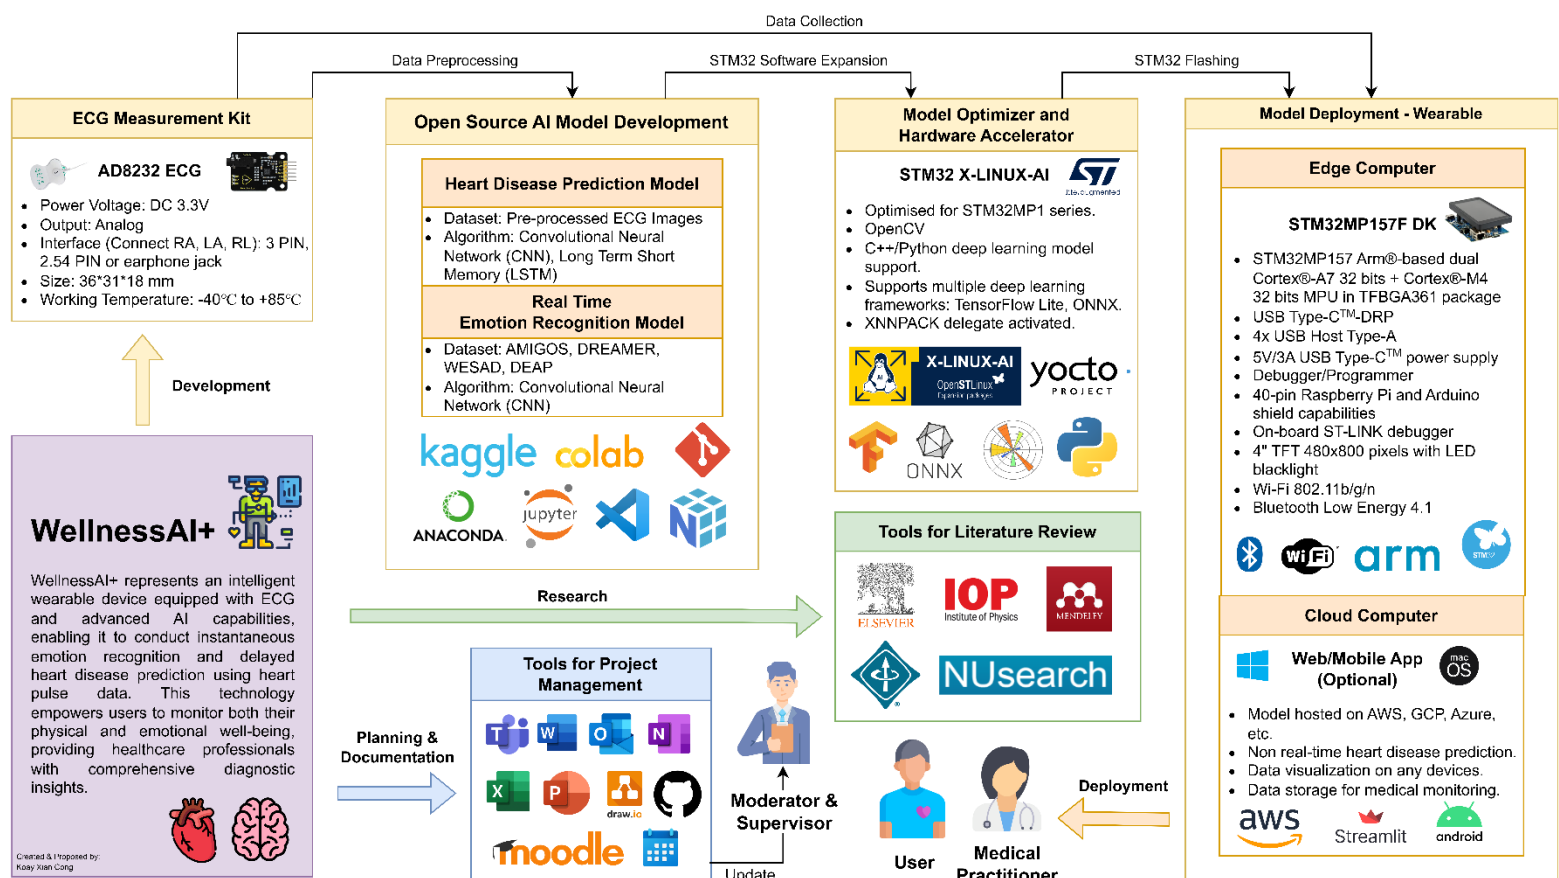 Data Collection
Data Preprocessing
STM32 Software Expansion
STM32 Flashing
ECG Measurement Kit
AD8232 ECG
• Power Voltage: DC 3.3V
• Output: Analog
• Interface (Connect RA, LA, RL): 3 PIN,
2.54 PIN or earphone jack
• Size: 36*31*18 mm
• Working Temperature: -40℃ to +85℃
Development
WellnessAI+
WellnessAI+ represents an intelligent
wearable device equipped with ECG
and advanced AI capabilities,
enabling it to conduct instantaneous
emotion recognition and delayed
heart disease prediction using heart
pulse data. This technology
empowers users to monitor both their
physical and emotional well-being,
providing healthcare professionals
with comprehensive diagnostic
insights.
Created & Proposed by:
Koay Xian Cong
Open Source AI Model Development
Heart Disease Prediction Model
• Dataset: Pre-processed ECG Images
• Algorithm: Convolutional Neural
Network (CNN), Long Term Short
Memory (LSTM)
Real Time
Emotion Recognition Model
• Dataset: AMIGOS, DREAMER,
WESAD, DEAP
• Algorithm: Convolutional Neural
Network (CNN)
kaggle
colab
ANACONDA.
jupyter
Research
Planning &
Documentation
Tools for Project
Management
T
W
O
N
X
P
draw.io
moodle
Update
Moderator &
Supervisor
Model Optimizer and
Hardware Accelerator
STM32 X-LINUX-AI
life.augmented
• Optimised for STM32MP1 series.
• OpenCV
• C++/Python deep learning model
support.
• Supports multiple deep learning
frameworks: TensorFlow Lite, ONNX.
• XNNPACK delegate activated.
AI
X-LINUX-AI
OpenSTLinux
Expansion packages
yocto
PROJECT
ONNX
Tools for Literature Review
ELSEVIER
IOP
Institute of Physics
MENDELEY
NUsearch
User
Medical
Practitioner
Deployment
Model Deployment - Wearable
Edge Computer
STM32MP157F DK
• STM32MP157 Arm®-based dual
Cortex®-A7 32 bits + Cortex®-M4
32 bits MPU in TFBGA361 package
• USB Type-C™-DRP
• 4x USB Host Type-A
• 5V/3A USB Type-C™ power supply
• Debugger/Programmer
• 40-pin Raspberry Pi and Arduino
shield capabilities
• On-board ST-LINK debugger
• 4" TFT 480x800 pixels with LED
blacklight
• Wi-Fi 802.11b/g/n
• Bluetooth Low Energy 4.1
WiFi
arm
STM32
Cloud Computer
Web/Mobile App
(Optional)
mac
OS
• Model hosted on AWS, GCP, Azure,
etc.
• Non real-time heart disease prediction.
• Data visualization on any devices.
• Data storage for medical monitoring.
aws
Streamlit
android